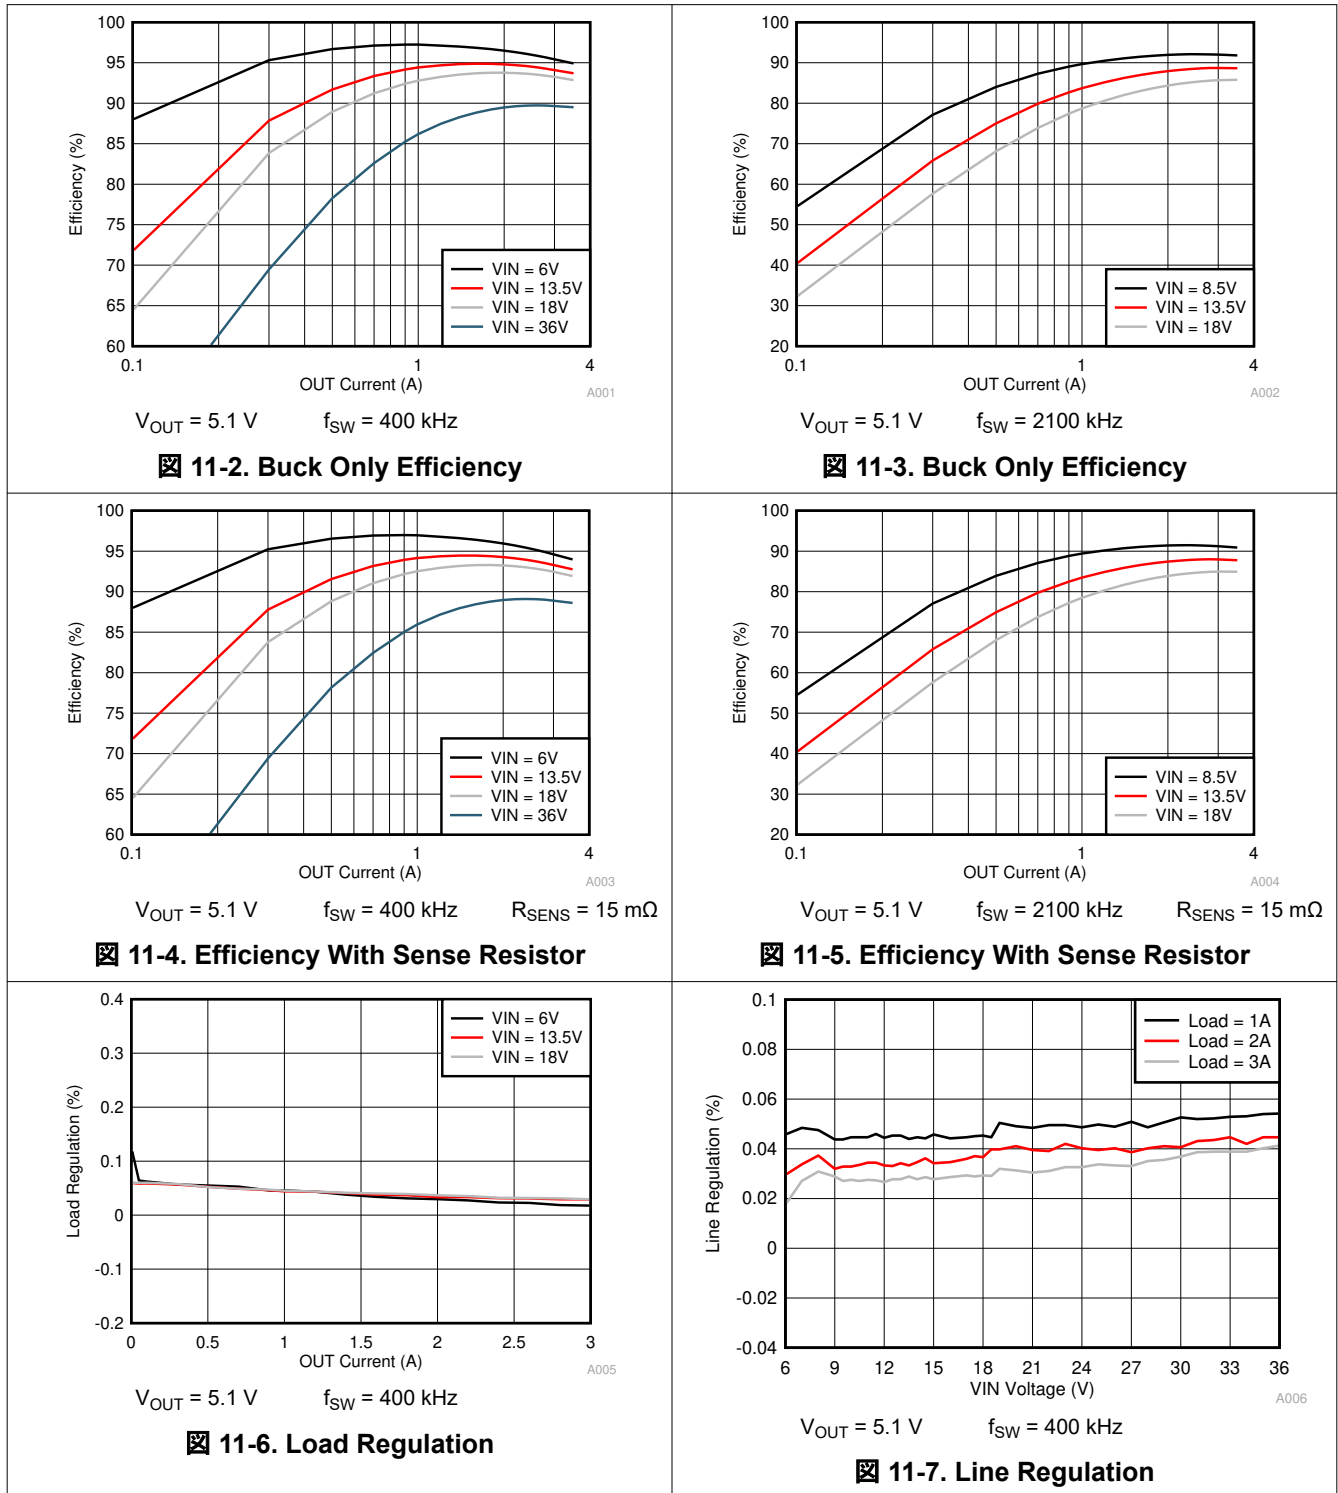 100
95
90
85
80
75
70
65
60
Efficiency (%)
VIN = 6V
VIN = 13.5V
VIN = 18V
VIN = 36V
0.1 1 4
OUT Current (A)
A001
VOUT = 5.1 V fSW = 400 kHz
図 11-2. Buck Only Efficiency
100
90
80
70
60
50
40
30
20
Efficiency (%)
VIN = 8.5V
VIN = 13.5V
VIN = 18V
0.1 1 4
OUT Current (A)
A002
VOUT = 5.1 V fSW = 2100 kHz
図 11-3. Buck Only Efficiency
100
95
90
85
80
75
70
65
60
Efficiency (%)
VIN = 6V
VIN = 13.5V
VIN = 18V
VIN = 36V
0.1 1 4
OUT Current (A)
A003
VOUT = 5.1 V fSW = 400 kHz RSENS = 15 mΩ
図 11-4. Efficiency With Sense Resistor
100
90
80
70
60
50
40
30
20
Efficiency (%)
VIN = 8.5V
VIN = 13.5V
VIN = 18V
0.1 1 4
OUT Current (A)
A004
VOUT = 5.1 V fSW = 2100 kHz RSENS = 15 mΩ
図 11-5. Efficiency With Sense Resistor
0.4
0.3
0.2
0.1
0
-0.1
-0.2
Load Regulation (%)
VIN = 6V
VIN = 13.5V
VIN = 18V
0 0.5 1 1.5 2 2.5 3
OUT Current (A)
A005
VOUT = 5.1 V fSW = 400 kHz
図 11-6. Load Regulation
0.1
0.08
0.06
0.04
0.02
0
-0.02
-0.04
Line Regulation (%)
Load = 1A
Load = 2A
Load = 3A
6 9 12 15 18 21 24 27 30 33 36
VIN Voltage (V)
A006
VOUT = 5.1 V fSW = 400 kHz
図 11-7. Line Regulation